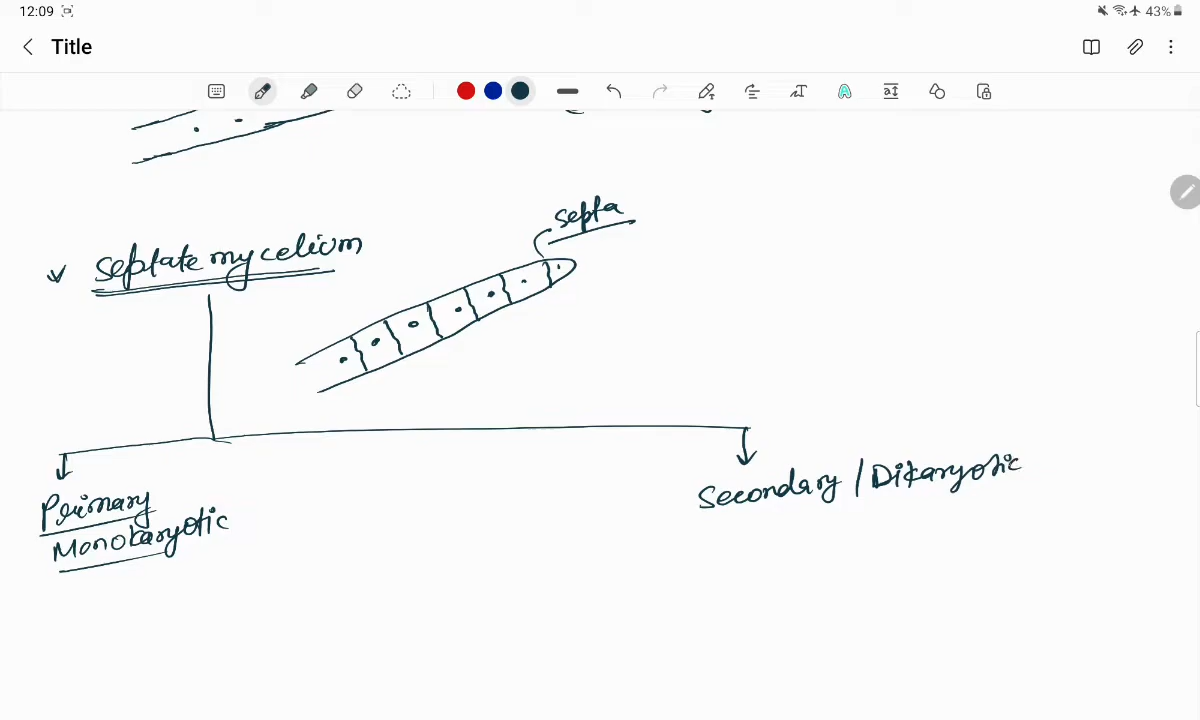 12:09 43%
Title
septa
septate mycelium
Primary
Monokaryotic
Secondary / Dikaryotic